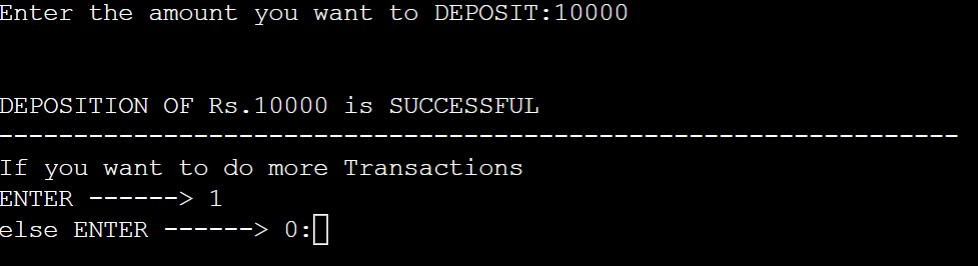 Enter the amount you want to DEPOSIT:10000
DEPOSITION OF Rs.10000 is SUCCESSFUL
----------------------------------------------------------------
If you want to do more Transactions
ENTER ------> 1
else ENTER ------> 0: